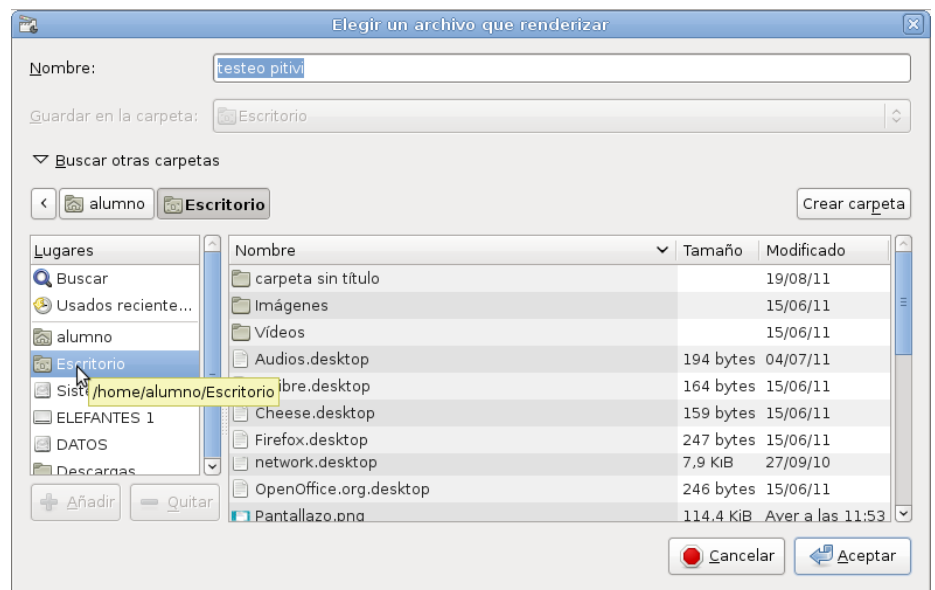 Elegir un archivo que renderizar
Nombre: testeo pitivi
Guardar en la carpeta: Escritorio
Buscar otras carpetas
alumno Escritorio Crear carpeta
Lugares Nombre Tamaño Modificado
Buscar carpeta sin título 19/08/11
Usados reciente... Imágenes 15/06/11
alumno Vídeos 15/06/11
Escritorio Audios.desktop 194 bytes 04/07/11
/home/alumno/Escritorio 164 bytes 15/06/11
ELEFANTES 1 Cheese.desktop 159 bytes 15/06/11
DATOS Firefox.desktop 247 bytes 15/06/11
Descargas network.desktop 7,9 KiB 27/09/10
Añadir Quitar OpenOffice.org.desktop 246 bytes 15/06/11
Pantallazo.png 114,4 KiB Ayer a las 11:53
Cancelar Aceptar